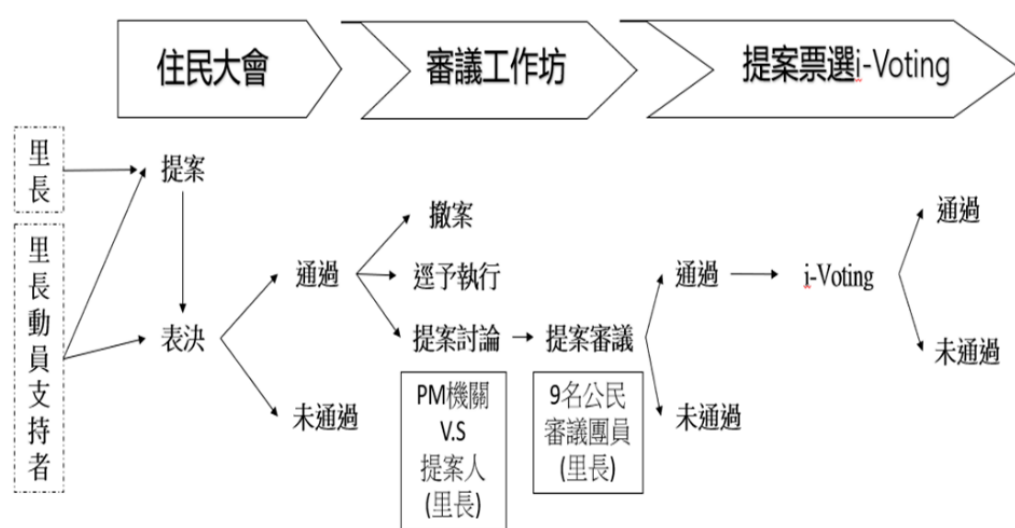 住民大會
審議工作坊
提案票選i-Voting
里長
里長動員支持者
提案
表決
通過
未通過
撤案
逕予執行
提案討論
提案審議
PM機關
V.S
提案人
(里長)
9名公民
審議團員
(里長)
通過
未通過
i-Voting
通過
未通過